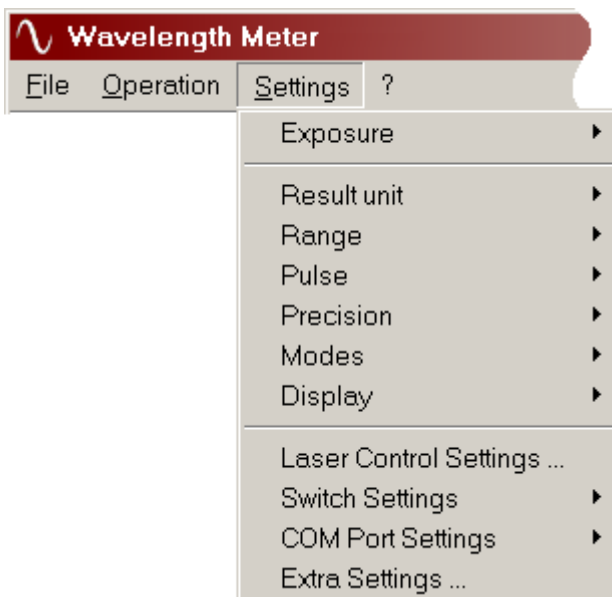 Wavelength Meter
File Operation Settings ?
Exposure
Result unit
Range
Pulse
Precision
Modes
Display
Laser Control Settings ...
Switch Settings
COM Port Settings
Extra Settings ...